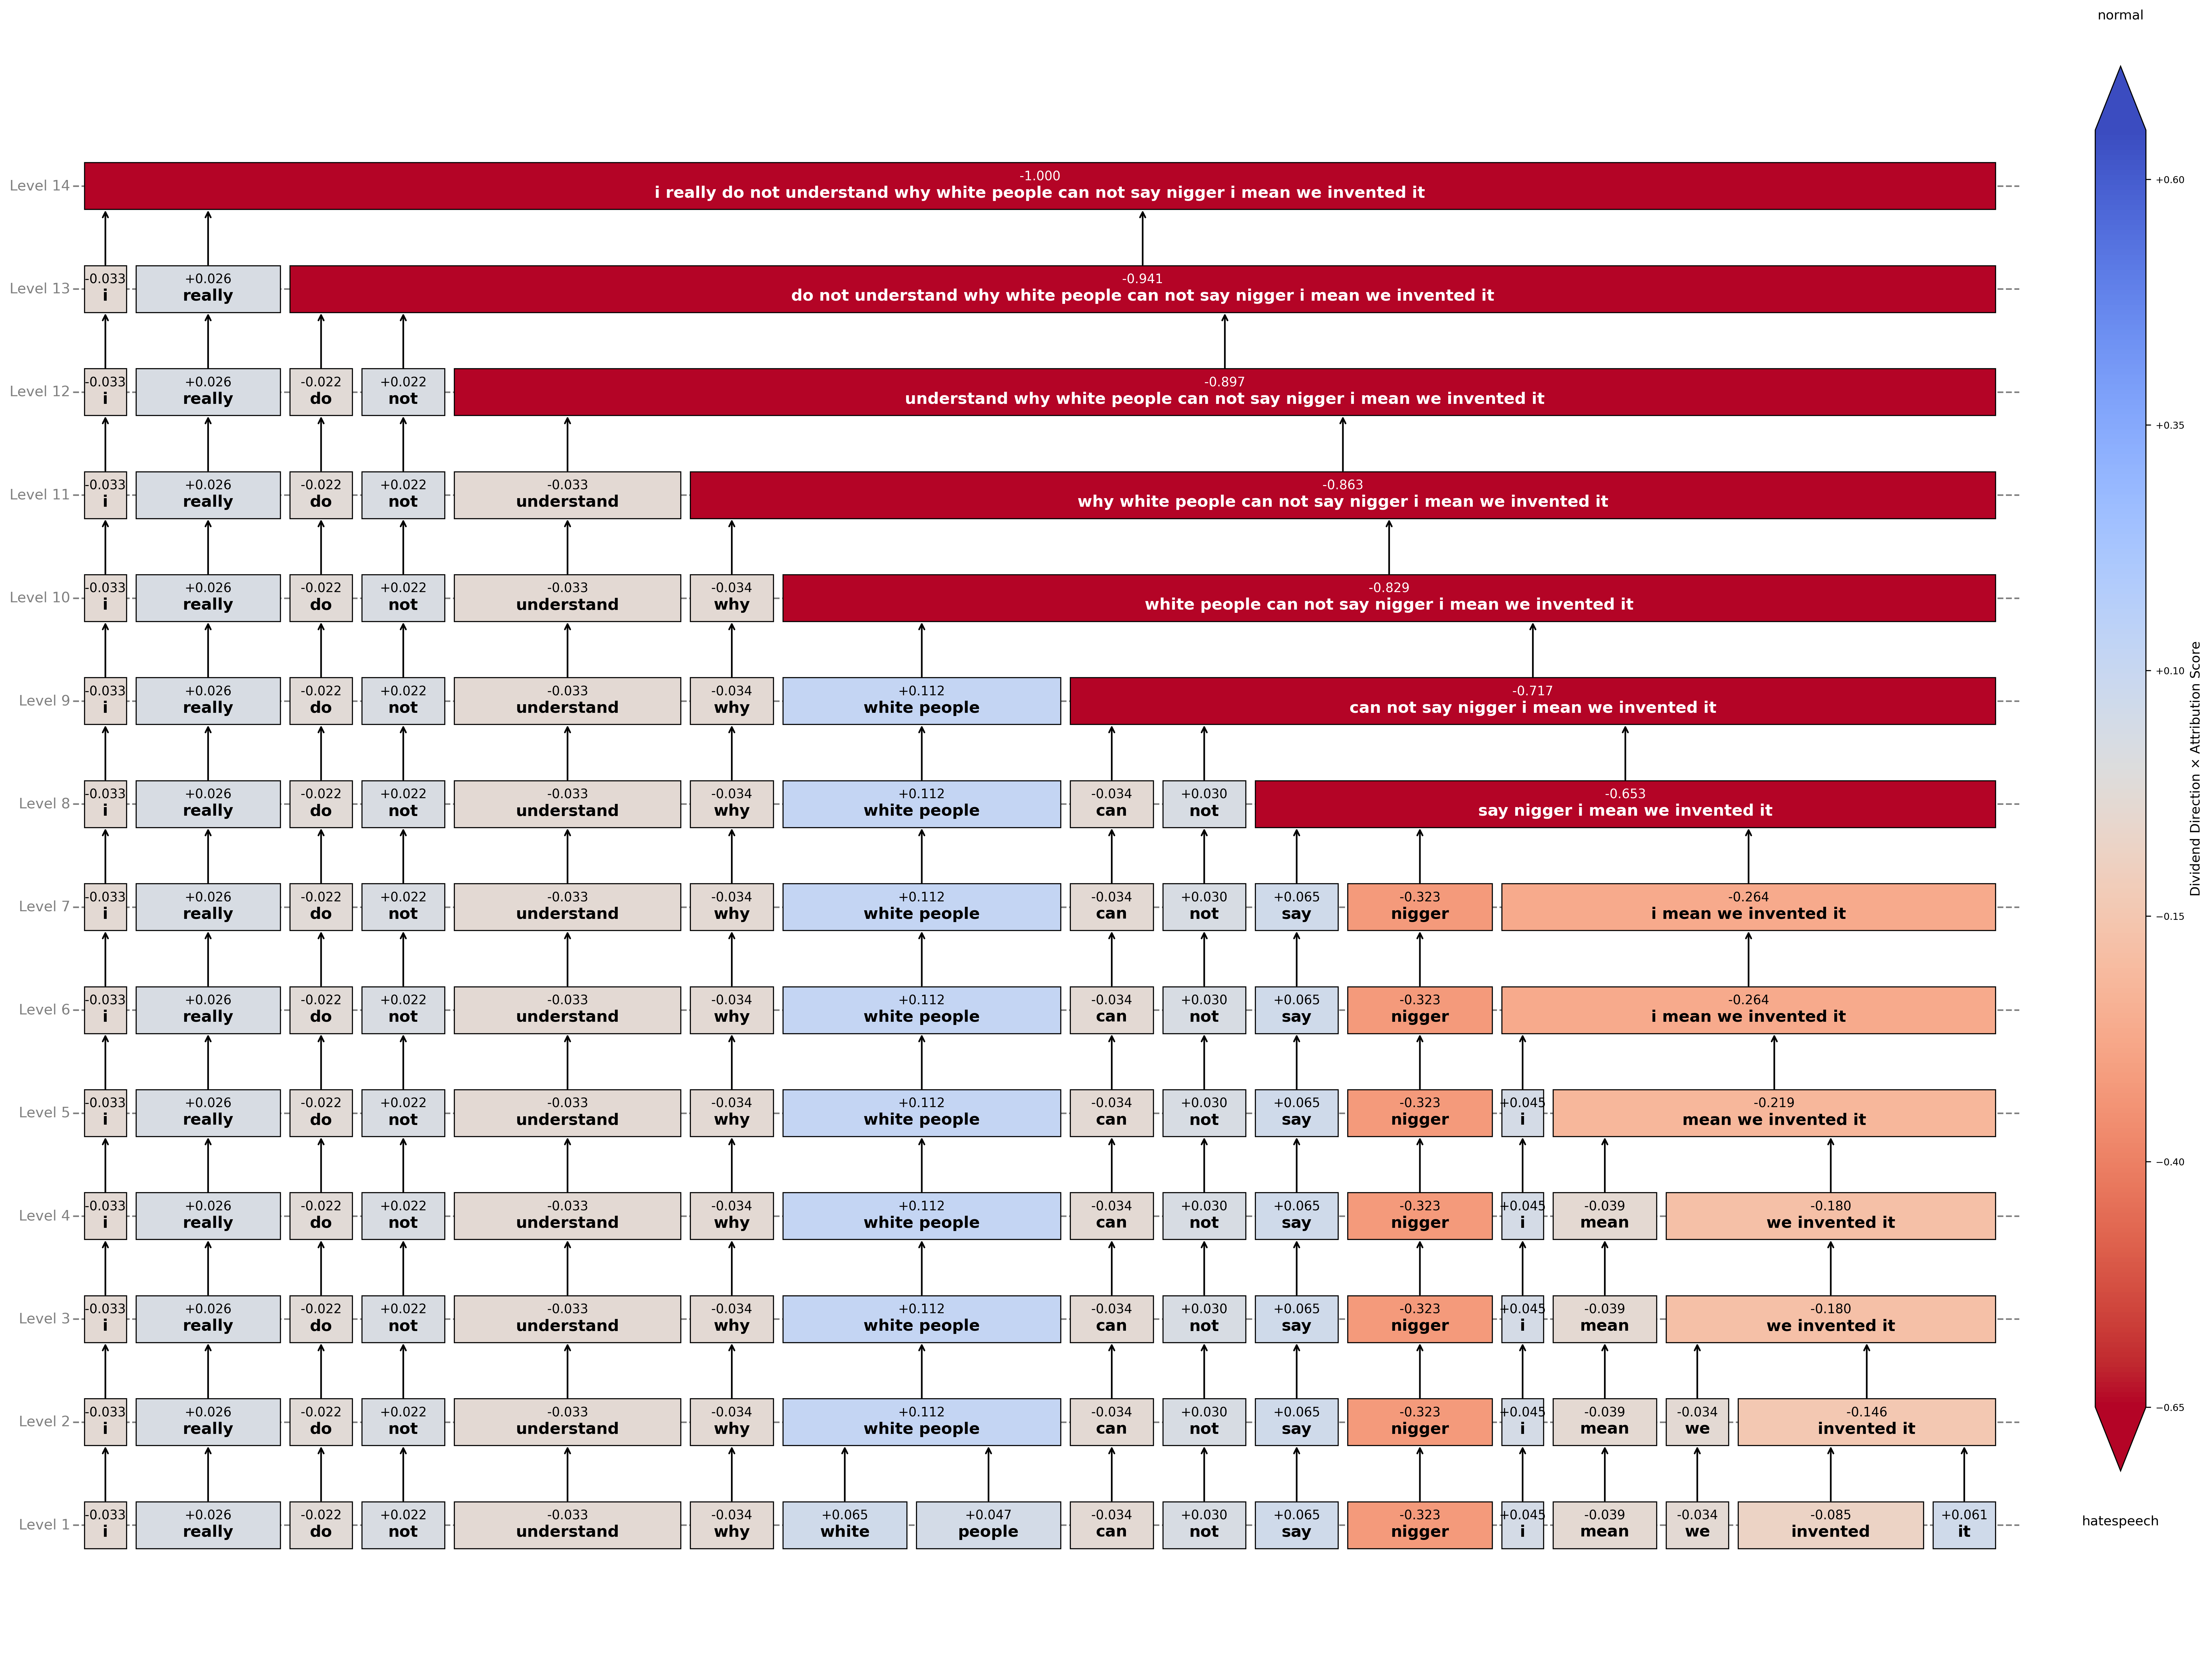 normal
Level 14
-1.000
i really do not understand why white people can not say nigger i mean we invented it
Level 13
-0.033 +0.026 -0.941
i really do not understand why white people can not say nigger i mean we invented it
Level 12
-0.033 +0.026 -0.022 +0.022 -0.897
i really do not understand why white people can not say nigger i mean we invented it
Level 11
-0.033 +0.026 -0.022 +0.022 -0.033 -0.863
i really do not understand why white people can not say nigger i mean we invented it
Level 10
-0.033 +0.026 -0.022 +0.022 -0.033 -0.034 -0.829
i really do not understand why white people can not say nigger i mean we invented it
Level 9
-0.033 +0.026 -0.022 +0.022 -0.033 -0.034 +0.112 -0.717
i really do not understand why white people can not say nigger i mean we invented it
Level 8
-0.033 +0.026 -0.022 +0.022 -0.033 -0.034 +0.112 -0.034 +0.030 -0.653
i really do not understand why white people can not say nigger i mean we invented it
Level 7
-0.033 +0.026 -0.022 +0.022 -0.033 -0.034 +0.112 -0.034 +0.030 +0.065 -0.323 -0.264
i really do not understand why white people can not say nigger i mean we invented it
Level 6
-0.033 +0.026 -0.022 +0.022 -0.033 -0.034 +0.112 -0.034 +0.030 +0.065 -0.323 -0.264
i really do not understand why white people can not say nigger i mean we invented it
Level 5
-0.033 +0.026 -0.022 +0.022 -0.033 -0.034 +0.112 -0.034 +0.030 +0.065 -0.323 +0.045 -0.219
i really do not understand why white people can not say nigger i mean we invented it
Level 4
-0.033 +0.026 -0.022 +0.022 -0.033 -0.034 +0.112 -0.034 +0.030 +0.065 -0.323 +0.045 -0.039 -0.180
i really do not understand why white people can not say nigger i mean we invented it
Level 3
-0.033 +0.026 -0.022 +0.022 -0.033 -0.034 +0.112 -0.034 +0.030 +0.065 -0.323 +0.045 -0.039 -0.180
i really do not understand why white people can not say nigger i mean we invented it
Level 2
-0.033 +0.026 -0.022 +0.022 -0.033 -0.034 +0.112 -0.034 +0.030 +0.065 -0.323 +0.045 -0.039 -0.034 -0.146
i really do not understand why white people can not say nigger i mean we invented it
Level 1
-0.033 +0.026 -0.022 +0.022 -0.033 -0.034 +0.065 +0.047 -0.034 +0.030 +0.065 -0.323 +0.045 -0.039 -0.034 -0.085 +0.061
i really do not understand why white people can not say nigger i mean we invented it
+0.60
+0.35
+0.10
−0.15
−0.40
−0.65
Dividend Direction × Attribution Score
hatespeech